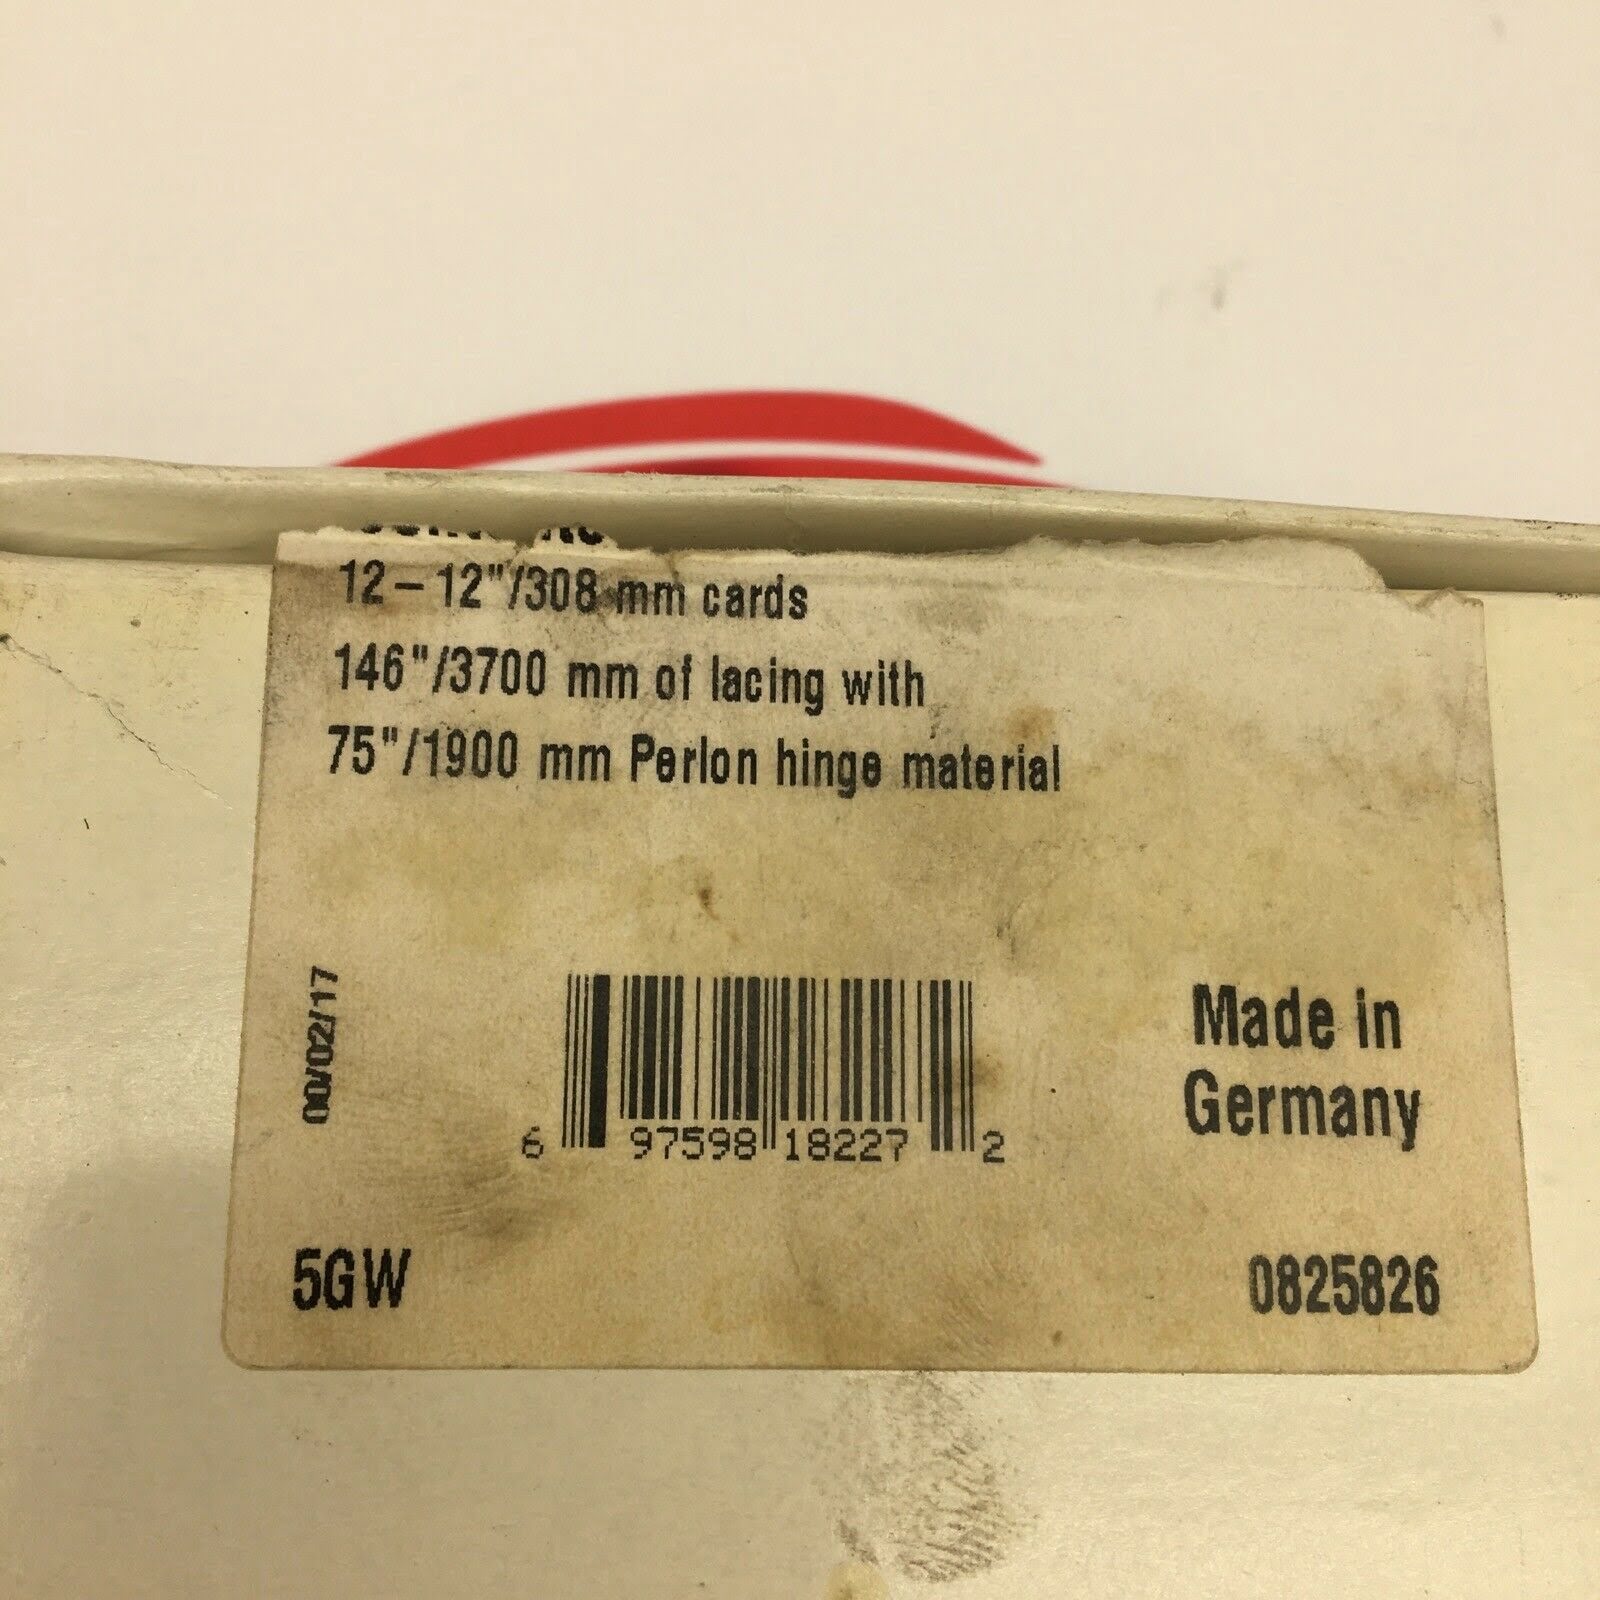 12 – 12"/308 mm cards
146"/3700 mm of lacing with
75"/1900 mm Perlon hinge material
00/02/17
6 97598 18227 2
Made in
Germany
5GW
0825826